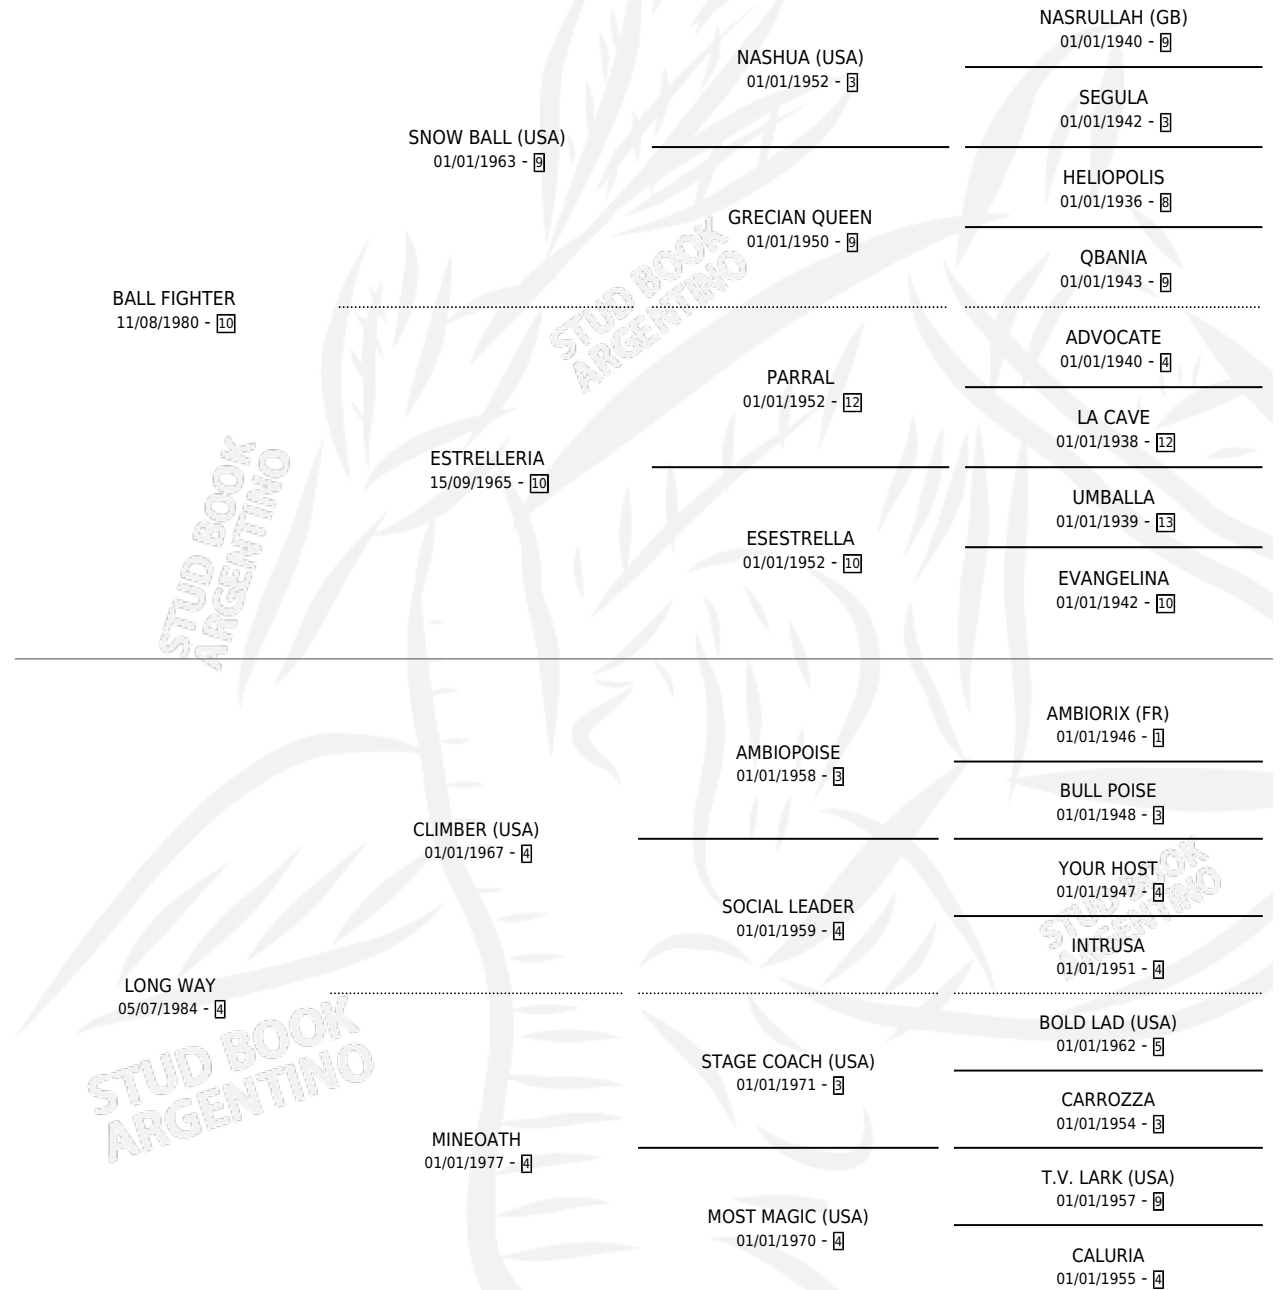 NASRULLAH (GB)
01/01/1940 - 9
NASHUA (USA)
01/01/1952 - 3
SEGULA
01/01/1942 - 3
SNOW BALL (USA)
01/01/1963 - 9
HELIOPOLIS
01/01/1936 - 8
GRECIAN QUEEN
01/01/1950 - 9
QBANIA
01/01/1943 - 9
BALL FIGHTER
11/08/1980 - 10
ADVOCATE
01/01/1940 - 4
PARRAL
01/01/1952 - 12
LA CAVE
01/01/1938 - 12
ESTRELLERIA
15/09/1965 - 10
UMBALLA
01/01/1939 - 13
ESESTRELLA
01/01/1952 - 10
EVANGELINA
01/01/1942 - 10
AMBIORIX (FR)
01/01/1946 - 1
AMBIOPOISE
01/01/1958 - 3
BULL POISE
01/01/1948 - 3
CLIMBER (USA)
01/01/1967 - 4
YOUR HOST
01/01/1947 - 4
SOCIAL LEADER
01/01/1959 - 4
INTRUSA
01/01/1951 - 4
LONG WAY
05/07/1984 - 4
BOLD LAD (USA)
01/01/1962 - 5
STAGE COACH (USA)
01/01/1971 - 3
CARROZZA
01/01/1954 - 3
MINEOATH
01/01/1977 - 4
T.V. LARK (USA)
01/01/1957 - 9
MOST MAGIC (USA)
01/01/1970 - 4
CALURIA
01/01/1955 - 4
STUD BOOK
ARGENTINO
STUD BOOK
ARGENTINO
STUD BOOK
ARGENTINO
STUD BOOK
ARGENTINO